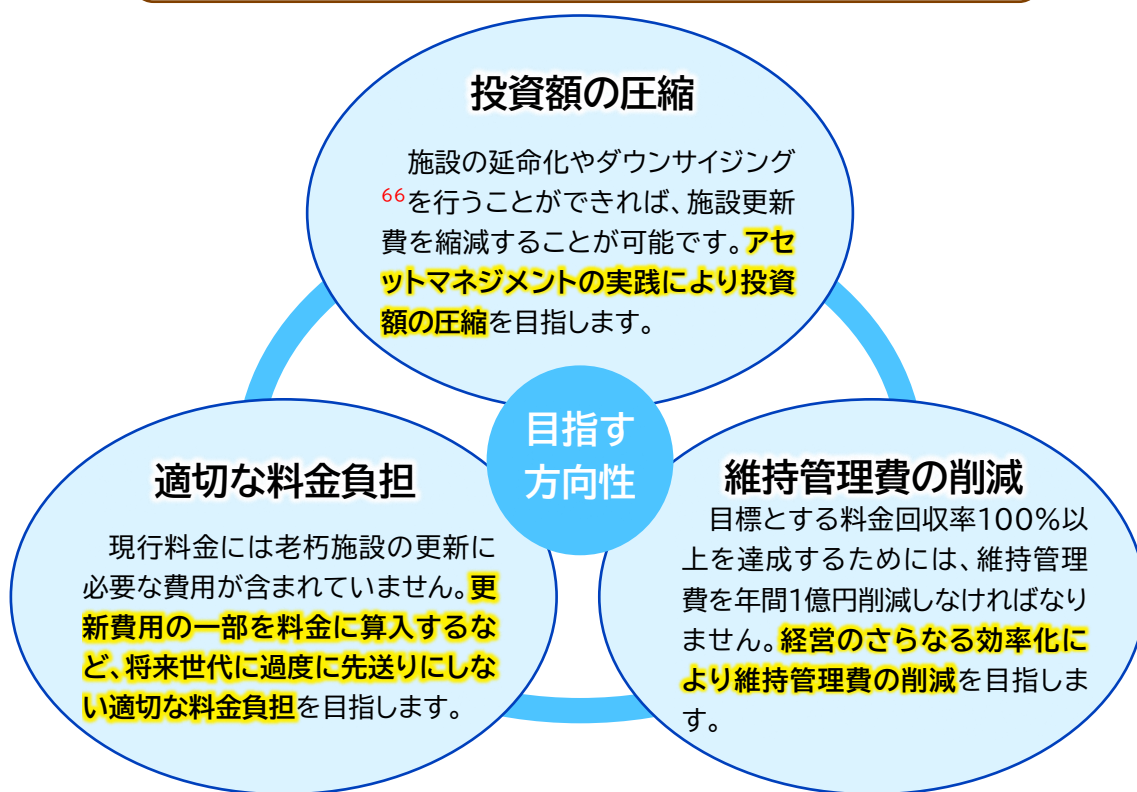 投資額の圧縮
施設の延命化やダウンサイジング
66を行うことができれば、施設更新
費を縮減することが可能です。アセ
ットマネジメントの実践により投資
額の圧縮を目指します。
目指す
方向性
適切な料金負担
現行料金には老朽施設の更新に
必要な費用が含まれていません。更
新費用の一部を料金に算入するな
ど、将来世代に過度に先送りにしな
い適切な料金負担を目指します。
維持管理費の削減
目標とする料金回収率100%以
上を達成するためには、維持管理
費を年間1億円削減しなければなり
ません。経営のさらなる効率化に
より維持管理費の削減を目指しま
す。